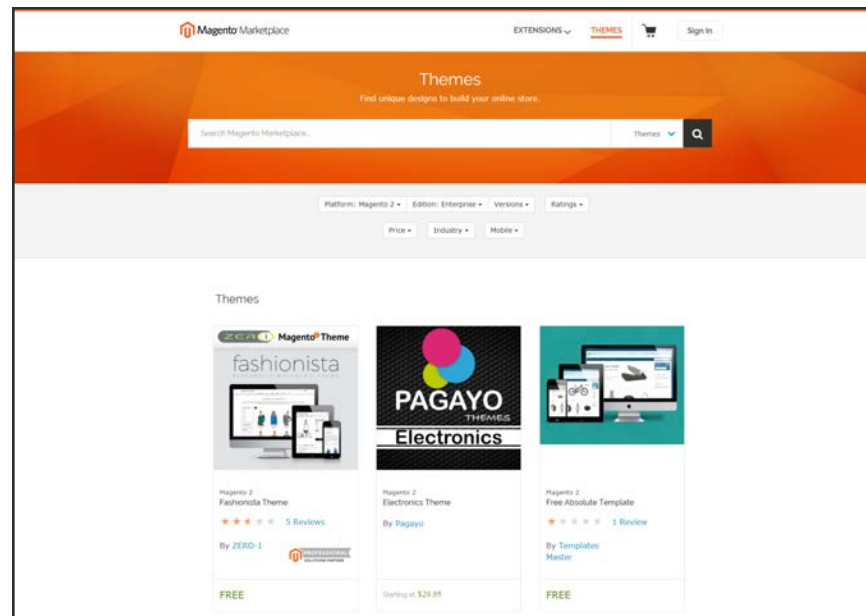 Magento Marketplace
EXTENSIONS
THEMES
Sign In
Themes
Find unique designs to build your online store.
Search Magento Marketplace...
Themes
Platform: Magento 2
Edition: Enterprise
Versions
Ratings
Price
Industry
Mobile
Themes
ZERO 1 Magento Theme
fashionista
PAGAYO
THEMES
Electronics
Magento 2
Fashionista Theme
5 Reviews
By ZERO-1
PROFESSIONAL
SOLUTIONS PARTNER
FREE
Magento 2
Electronics Theme
By Pagayo
Starting at $29.95
Magento 2
Free Absolute Template
1 Review
By Templates
Master
FREE